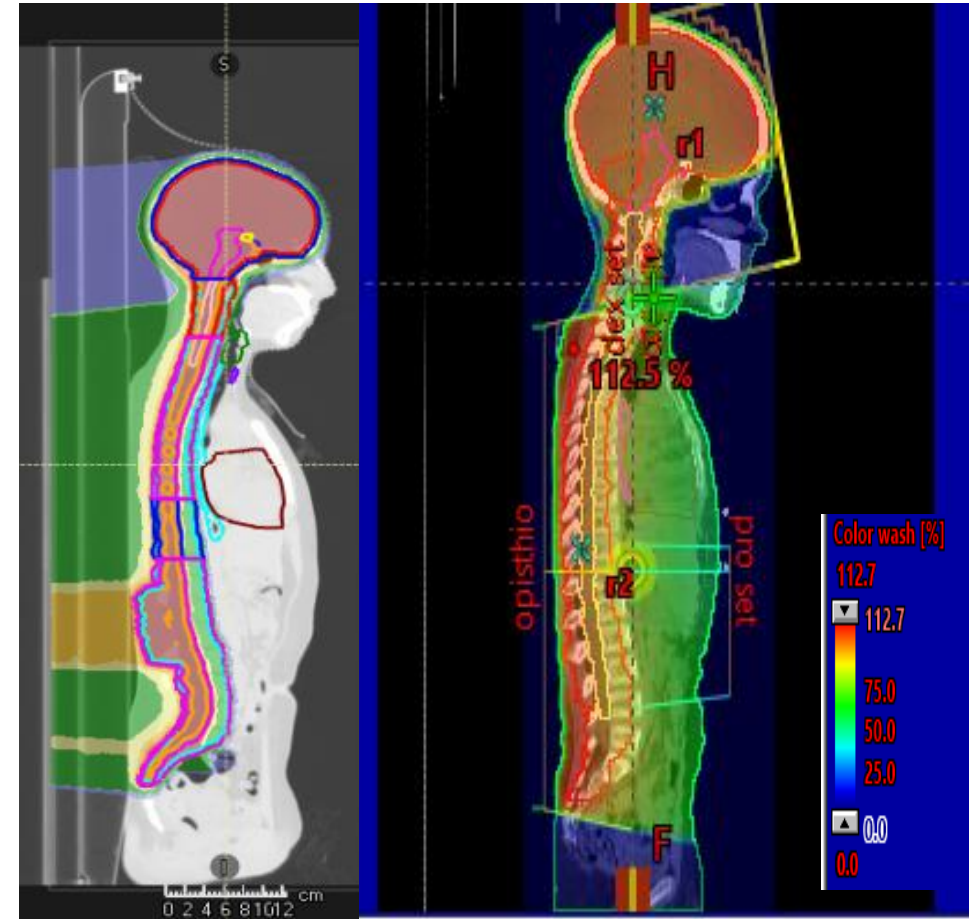 S
I
cm
0 2 4 6 8 10 12
H
r1
dex set
112.5 %
opisthio
r2
pro set
F
Color wash [%]
112.7
112.7
75.0
50.0
25.0
0.0
0.0